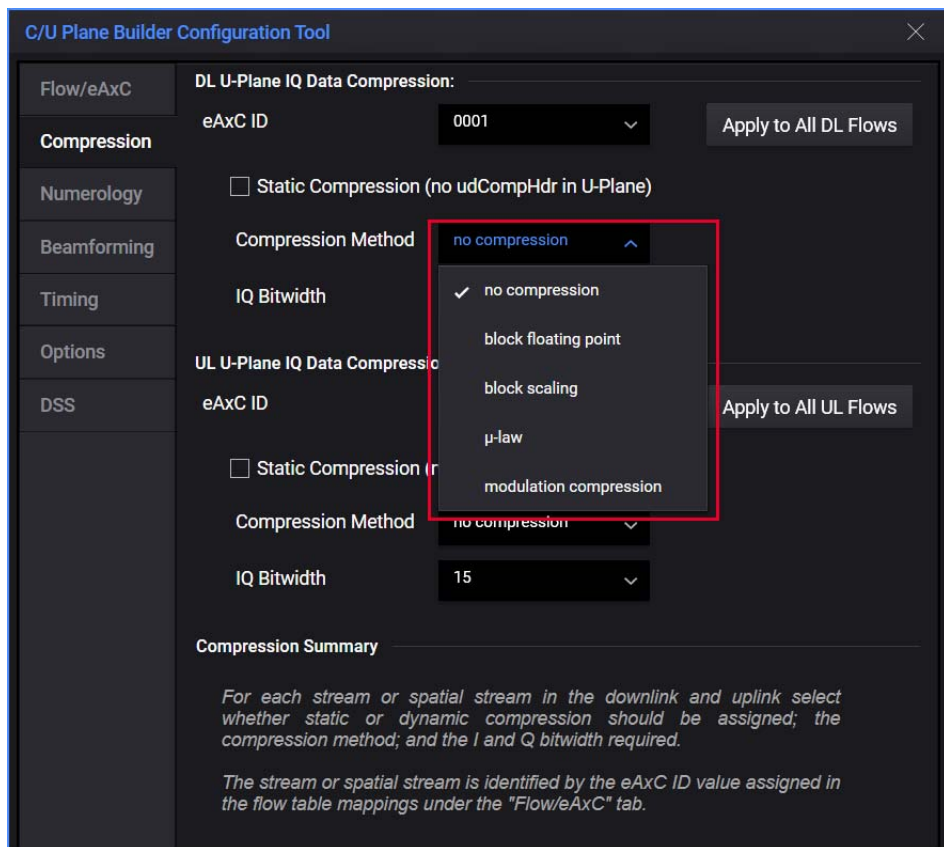 C/U Plane Builder Configuration Tool
Flow/eAxC
Compression
Numerology
Beamforming
Timing
Options
DSS
DL U-Plane IQ Data Compression:
eAxC ID
0001
Apply to All DL Flows
Static Compression (no udCompHdr in U-Plane)
Compression Method
no compression
IQ Bitwidth
no compression
block floating point
block scaling
μ-law
modulation compression
UL U-Plane IQ Data Compressio
eAxC ID
Apply to All UL Flows
Static Compression (
Compression Method
no compression
IQ Bitwidth
15
Compression Summary
For each stream or spatial stream in the downlink and uplink select
whether static or dynamic compression should be assigned; the
compression method; and the I and Q bitwidth required.
The stream or spatial stream is identified by the eAxC ID value assigned in
the flow table mappings under the "Flow/eAxC" tab.